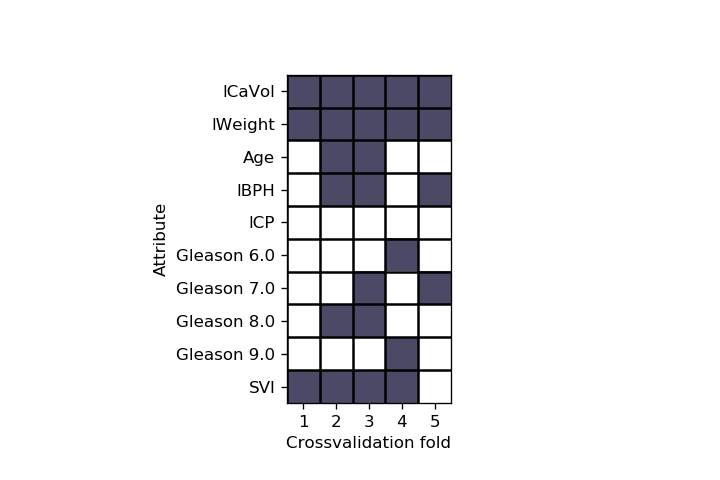 lCaVol
lWeight
Age
lBPH
lCP
Gleason 6.0
Gleason 7.0
Gleason 8.0
Gleason 9.0
SVI
Attribute
1 2 3 4 5
Crossvalidation fold